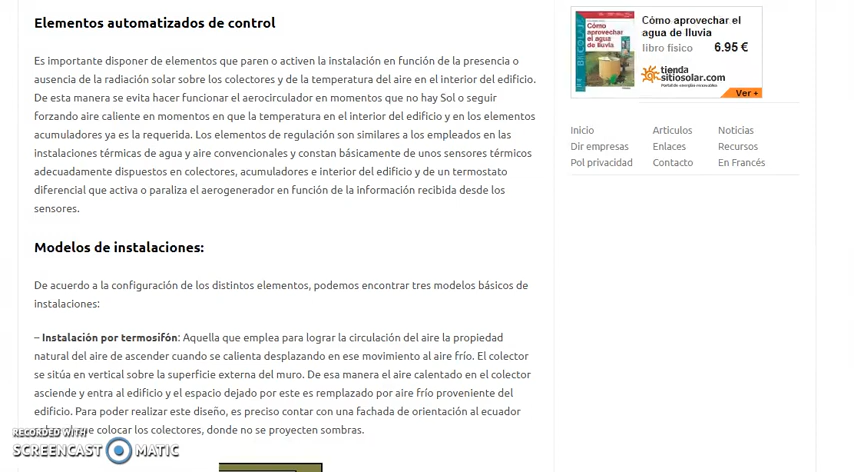 Elementos automatizados de control
Es importante disponer de elementos que paren o activen la instalación en función de la presencia o
ausencia de la radiación solar sobre los colectores y de la temperatura del aire en el interior del edificio.
De esta manera se evita hacer funcionar el aerocirculador en momentos que no hay Sol o seguir
forzando aire caliente en momentos en que la temperatura en el interior del edificio y en los elementos
acumuladores ya es la requerida. Los elementos de regulación son similares a los empleados en las
instalaciones térmicas de agua y aire convencionales y constan básicamente de unos sensores térmicos
adecuadamente dispuestos en colectores, acumuladores e interior del edificio y de un termostato
diferencial que activa o paraliza el aerogenerador en función de la información recibida desde los
sensores.
Modelos de instalaciones:
De acuerdo a la configuración de los distintos elementos, podemos encontrar tres modelos básicos de
instalaciones:
– Instalación por termosifón: Aquella que emplea para lograr la circulación del aire la propiedad
natural del aire de ascender cuando se calienta desplazando en ese movimiento al aire frío. El colector
se sitúa en vertical sobre la superficie externa del muro. De esa manera el aire calentado en el colector
asciende y entra al edificio y el espacio dejado por este es remplazado por aire frío proveniente del
edificio. Para poder realizar este diseño, es preciso contar con una fachada de orientación al ecuador
que colocar los colectores, donde no se proyecten sombras.
RECORDED WITH
SCREENCAST MATIC
BRICOLAJE
Cómo
aprovechar
el agua
de lluvia
Cómo aprovechar el
agua de lluvia
libro físico 6.95 €
tienda
sitiosolar.com
Portal de energías renovables
Ver +
Inicio Articulos Noticias
Dir empresas Enlaces Recursos
Pol privacidad Contacto En Francés